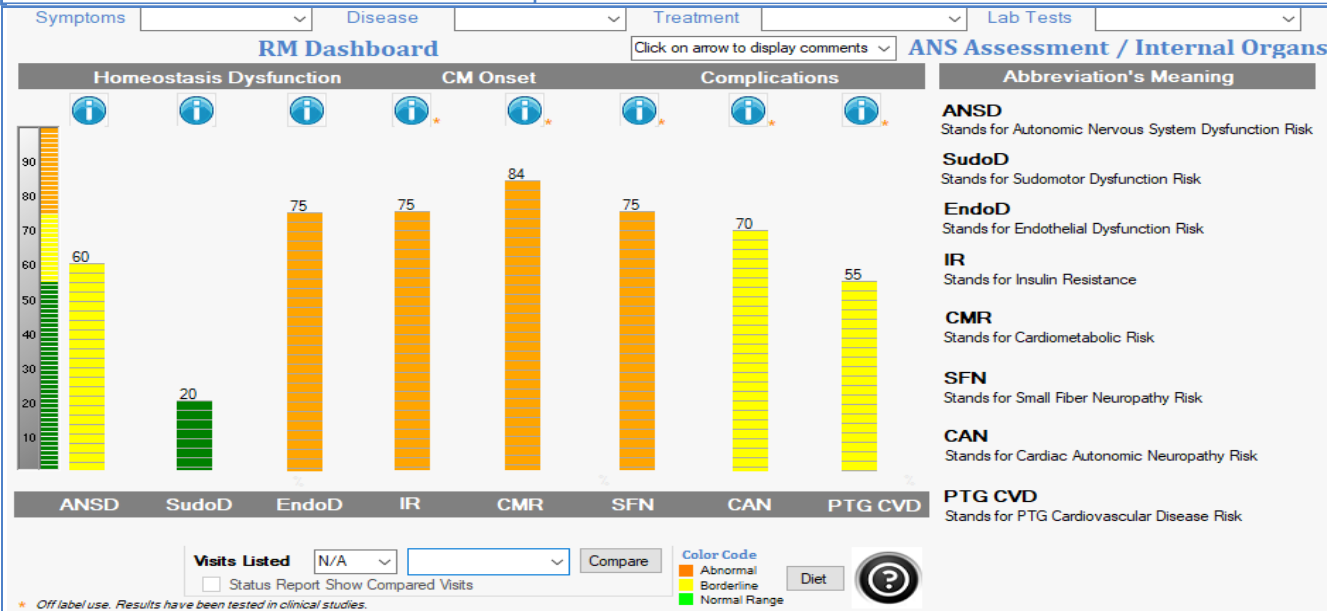 Symptoms Disease Treatment Lab Tests
RM Dashboard
Click on arrow to display comments
ANS Assessment / Internal Organs
Homeostasis Dysfunction CM Onset Complications
Abbreviation's Meaning
* * * * *
90
80
70
60
50
40
30
20
10
60
20
75
75
84
75
70
55
% % %
ANSD SudoD EndoD IR CMR SFN CAN PTG CVD
ANSD
Stands for Autonomic Nervous System Dysfunction Risk
SudoD
Stands for Sudomotor Dysfunction Risk
EndoD
Stands for Endothelial Dysfunction Risk
IR
Stands for Insulin Resistance
CMR
Stands for Cardiometabolic Risk
SFN
Stands for Small Fiber Neuropathy Risk
CAN
Stands for Cardiac Autonomic Neuropathy Risk
PTG CVD
Stands for PTG Cardiovascular Disease Risk
Visits Listed N/A Compare
Status Report Show Compared Visits
Color Code
Abnormal
Borderline
Normal Range
Diet
?
* Off label use. Results have been tested in clinical studies.